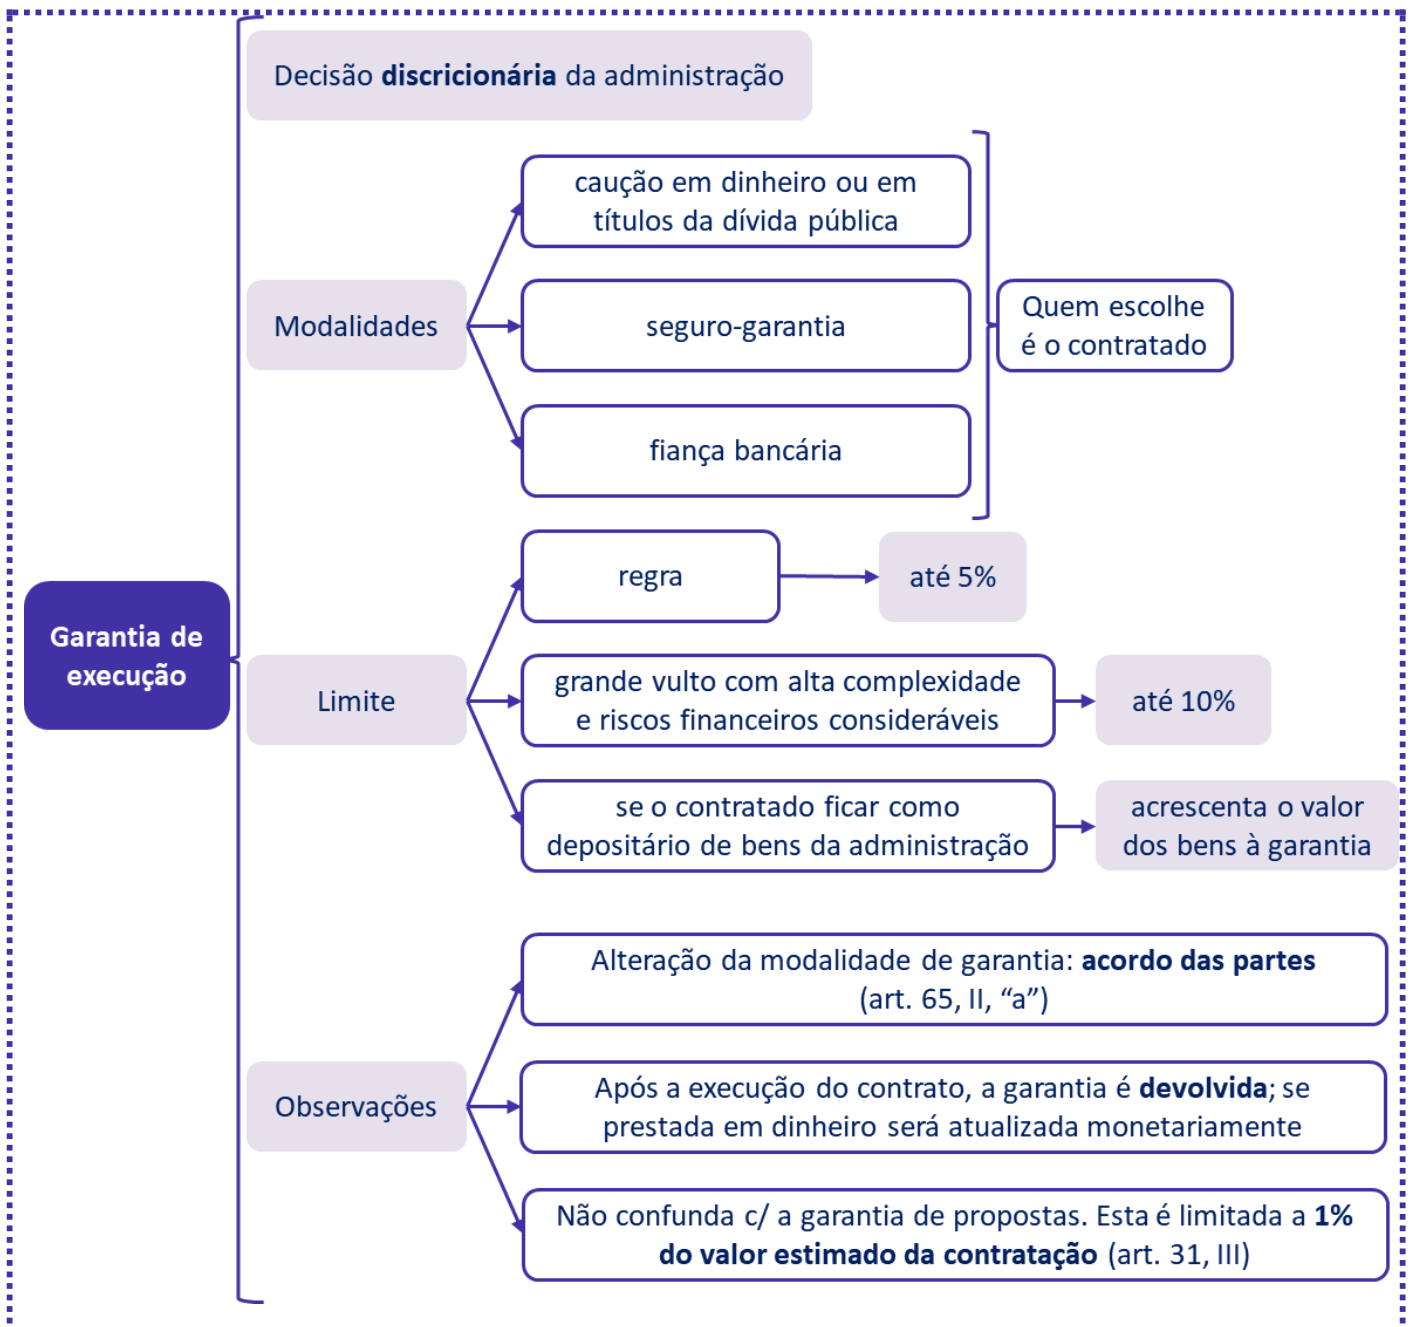 Decisão discricionária da administração
caução em dinheiro ou em
títulos da dívida pública
Modalidades
seguro-garantia
Quem escolhe
é o contratado
fiança bancária
Garantia de
execução
regra
até 5%
Limite
grande vulto com alta complexidade
e riscos financeiros consideráveis
até 10%
se o contratado ficar como
depositário de bens da administração
acrescenta o valor
dos bens à garantia
Observações
Alteração da modalidade de garantia: acordo das partes
(art. 65, II, “a”)
Após a execução do contrato, a garantia é devolvida; se
prestada em dinheiro será atualizada monetariamente
Não confunda c/ a garantia de propostas. Esta é limitada a 1%
do valor estimado da contratação (art. 31, III)